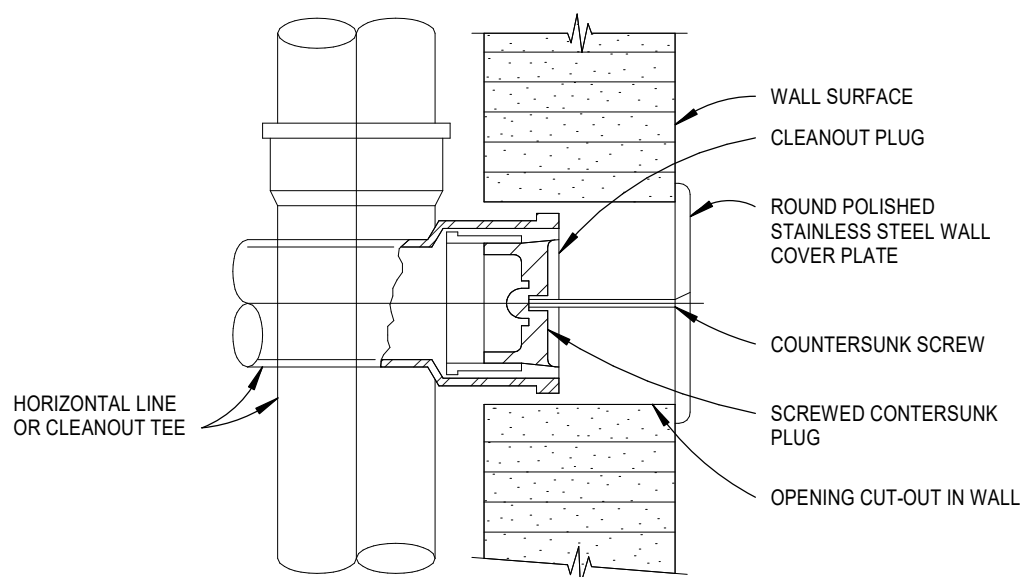 WALL SURFACE
CLEANOUT PLUG
ROUND POLISHED
STAINLESS STEEL WALL
COVER PLATE
COUNTERSUNK SCREW
HORIZONTAL LINE
OR CLEANOUT TEE
SCREWED CONTERSUNK
PLUG
OPENING CUT-OUT IN WALL